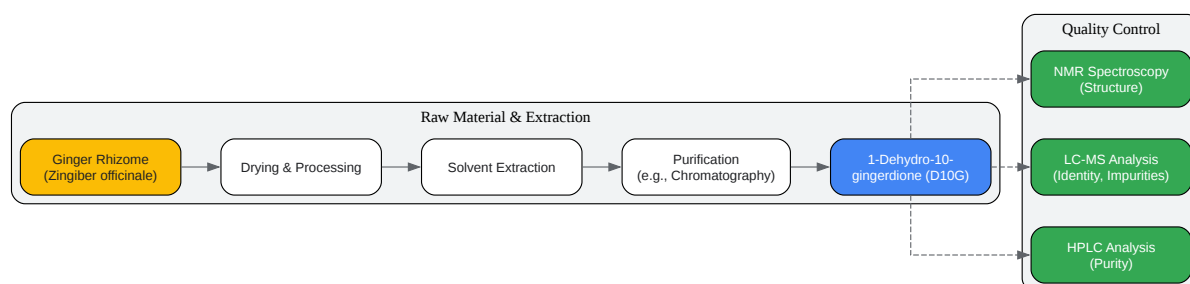 Quality Control
NMR Spectroscopy
(Structure)
Raw Material & Extraction
Ginger Rhizome
(Zingiber officinale)
Drying & Processing
Solvent Extraction
Purification
(e.g., Chromatography)
1-Dehydro-10-
gingerdione (D10G)
LC-MS Analysis
(Identity, Impurities)
HPLC Analysis
(Purity)